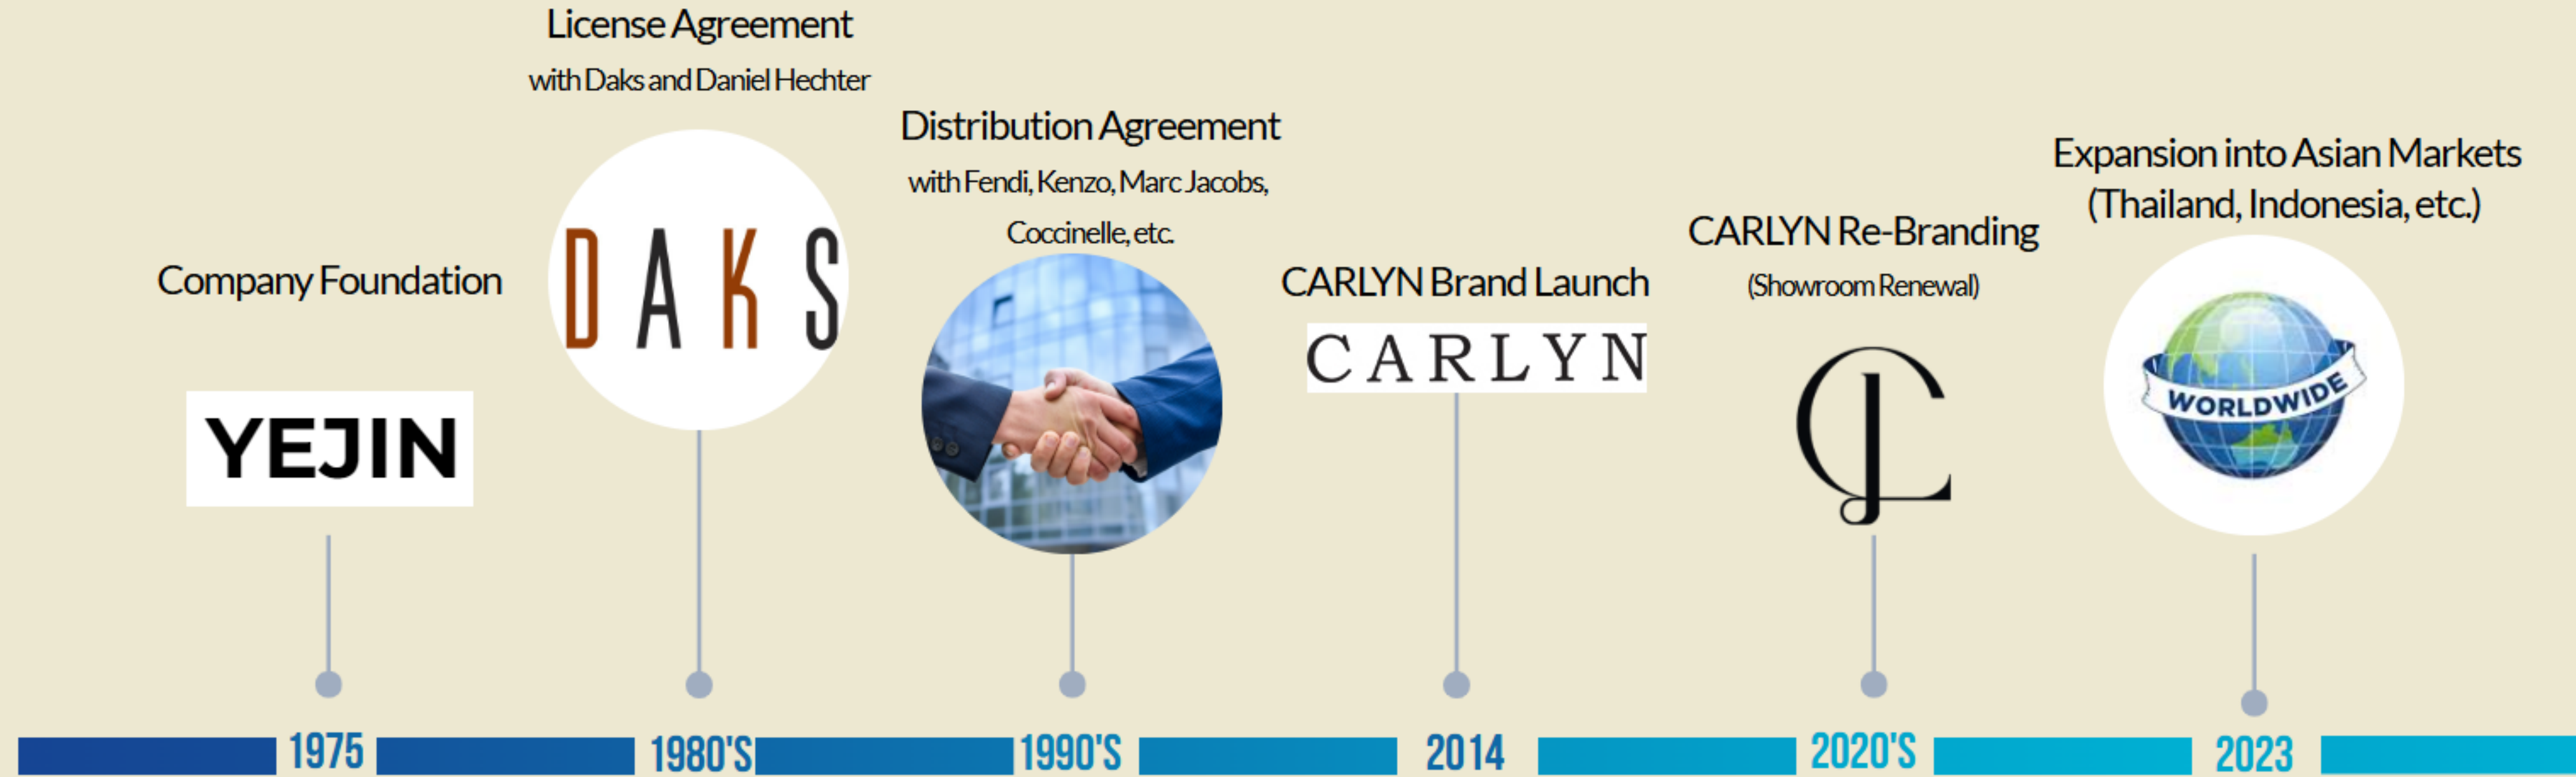 Company Foundation
YEJIN
1975
License Agreement
with Daks and Daniel Hechter
DAKS
1980'S
Distribution Agreement
with Fendi, Kenzo, Marc Jacobs,
Coccinelle, etc.
1990'S
CARLYN Brand Launch
CARLYN
2014
CARLYN Re-Branding
(Showroom Renewal)
CL
2020'S
Expansion into Asian Markets
(Thailand, Indonesia, etc.)
WORLDWIDE
2023